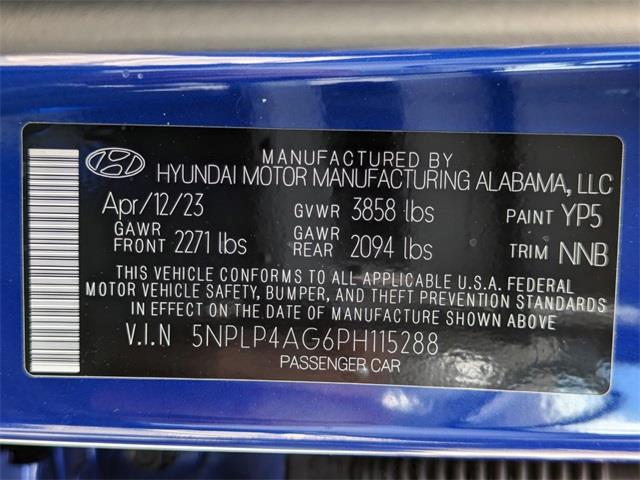 MANUFACTURED BY
HYUNDAI MOTOR MANUFACTURING ALABAMA, LLC
Apr/12/23 GVWR 3858 lbs PAINT YP5
GAWR FRONT 2271 lbs GAWR REAR 2094 lbs TRIM NNB
THIS VEHICLE CONFORMS TO ALL APPLICABLE U.S.A. FEDERAL
MOTOR VEHICLE SAFETY, BUMPER, AND THEFT PREVENTION STANDARDS
IN EFFECT ON THE DATE OF MANUFACTURE SHOWN ABOVE.
V.I.N 5NPLP4AG6PH115288
PASSENGER CAR